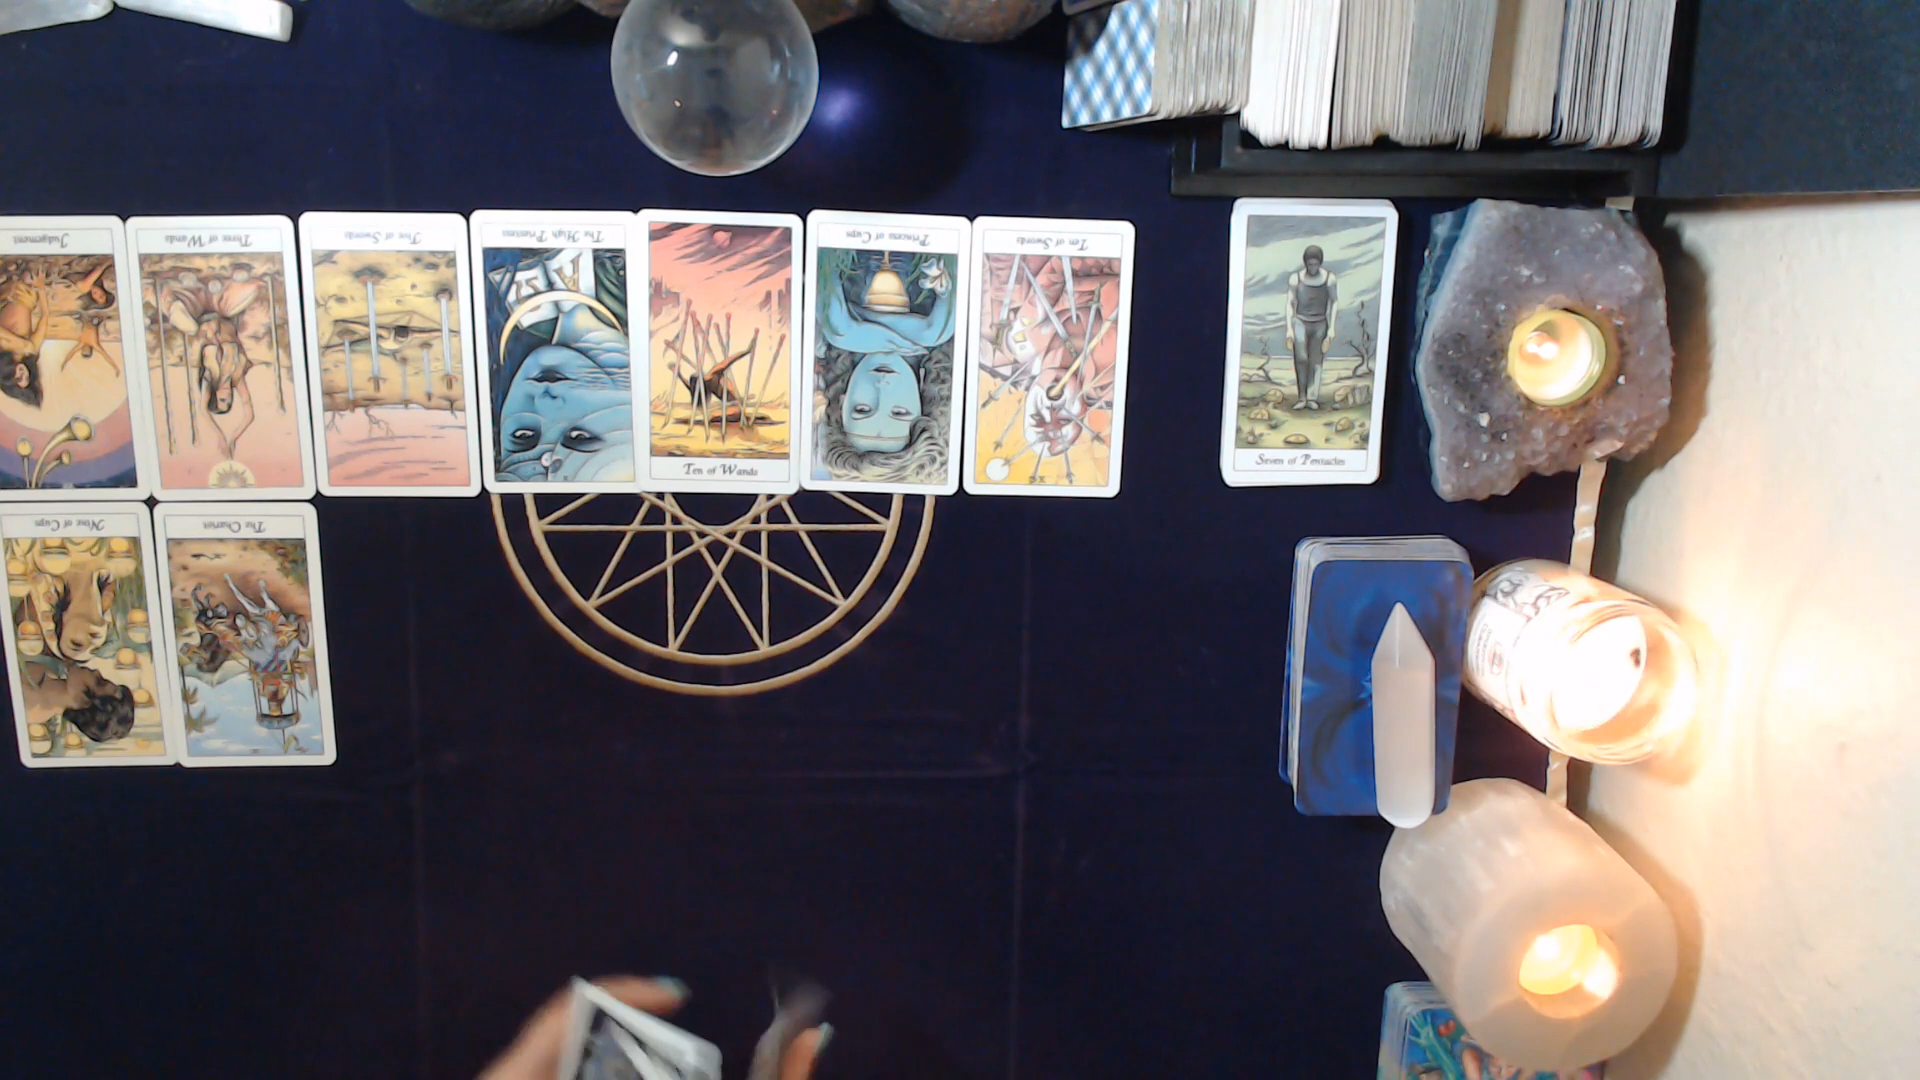 Judgement
Three of Wands
Five of Swords
The High Priestess
Ten of Wands
Princess of Cups
Ten of Swords
Seven of Pentacles
Nine of Cups
The Chariot